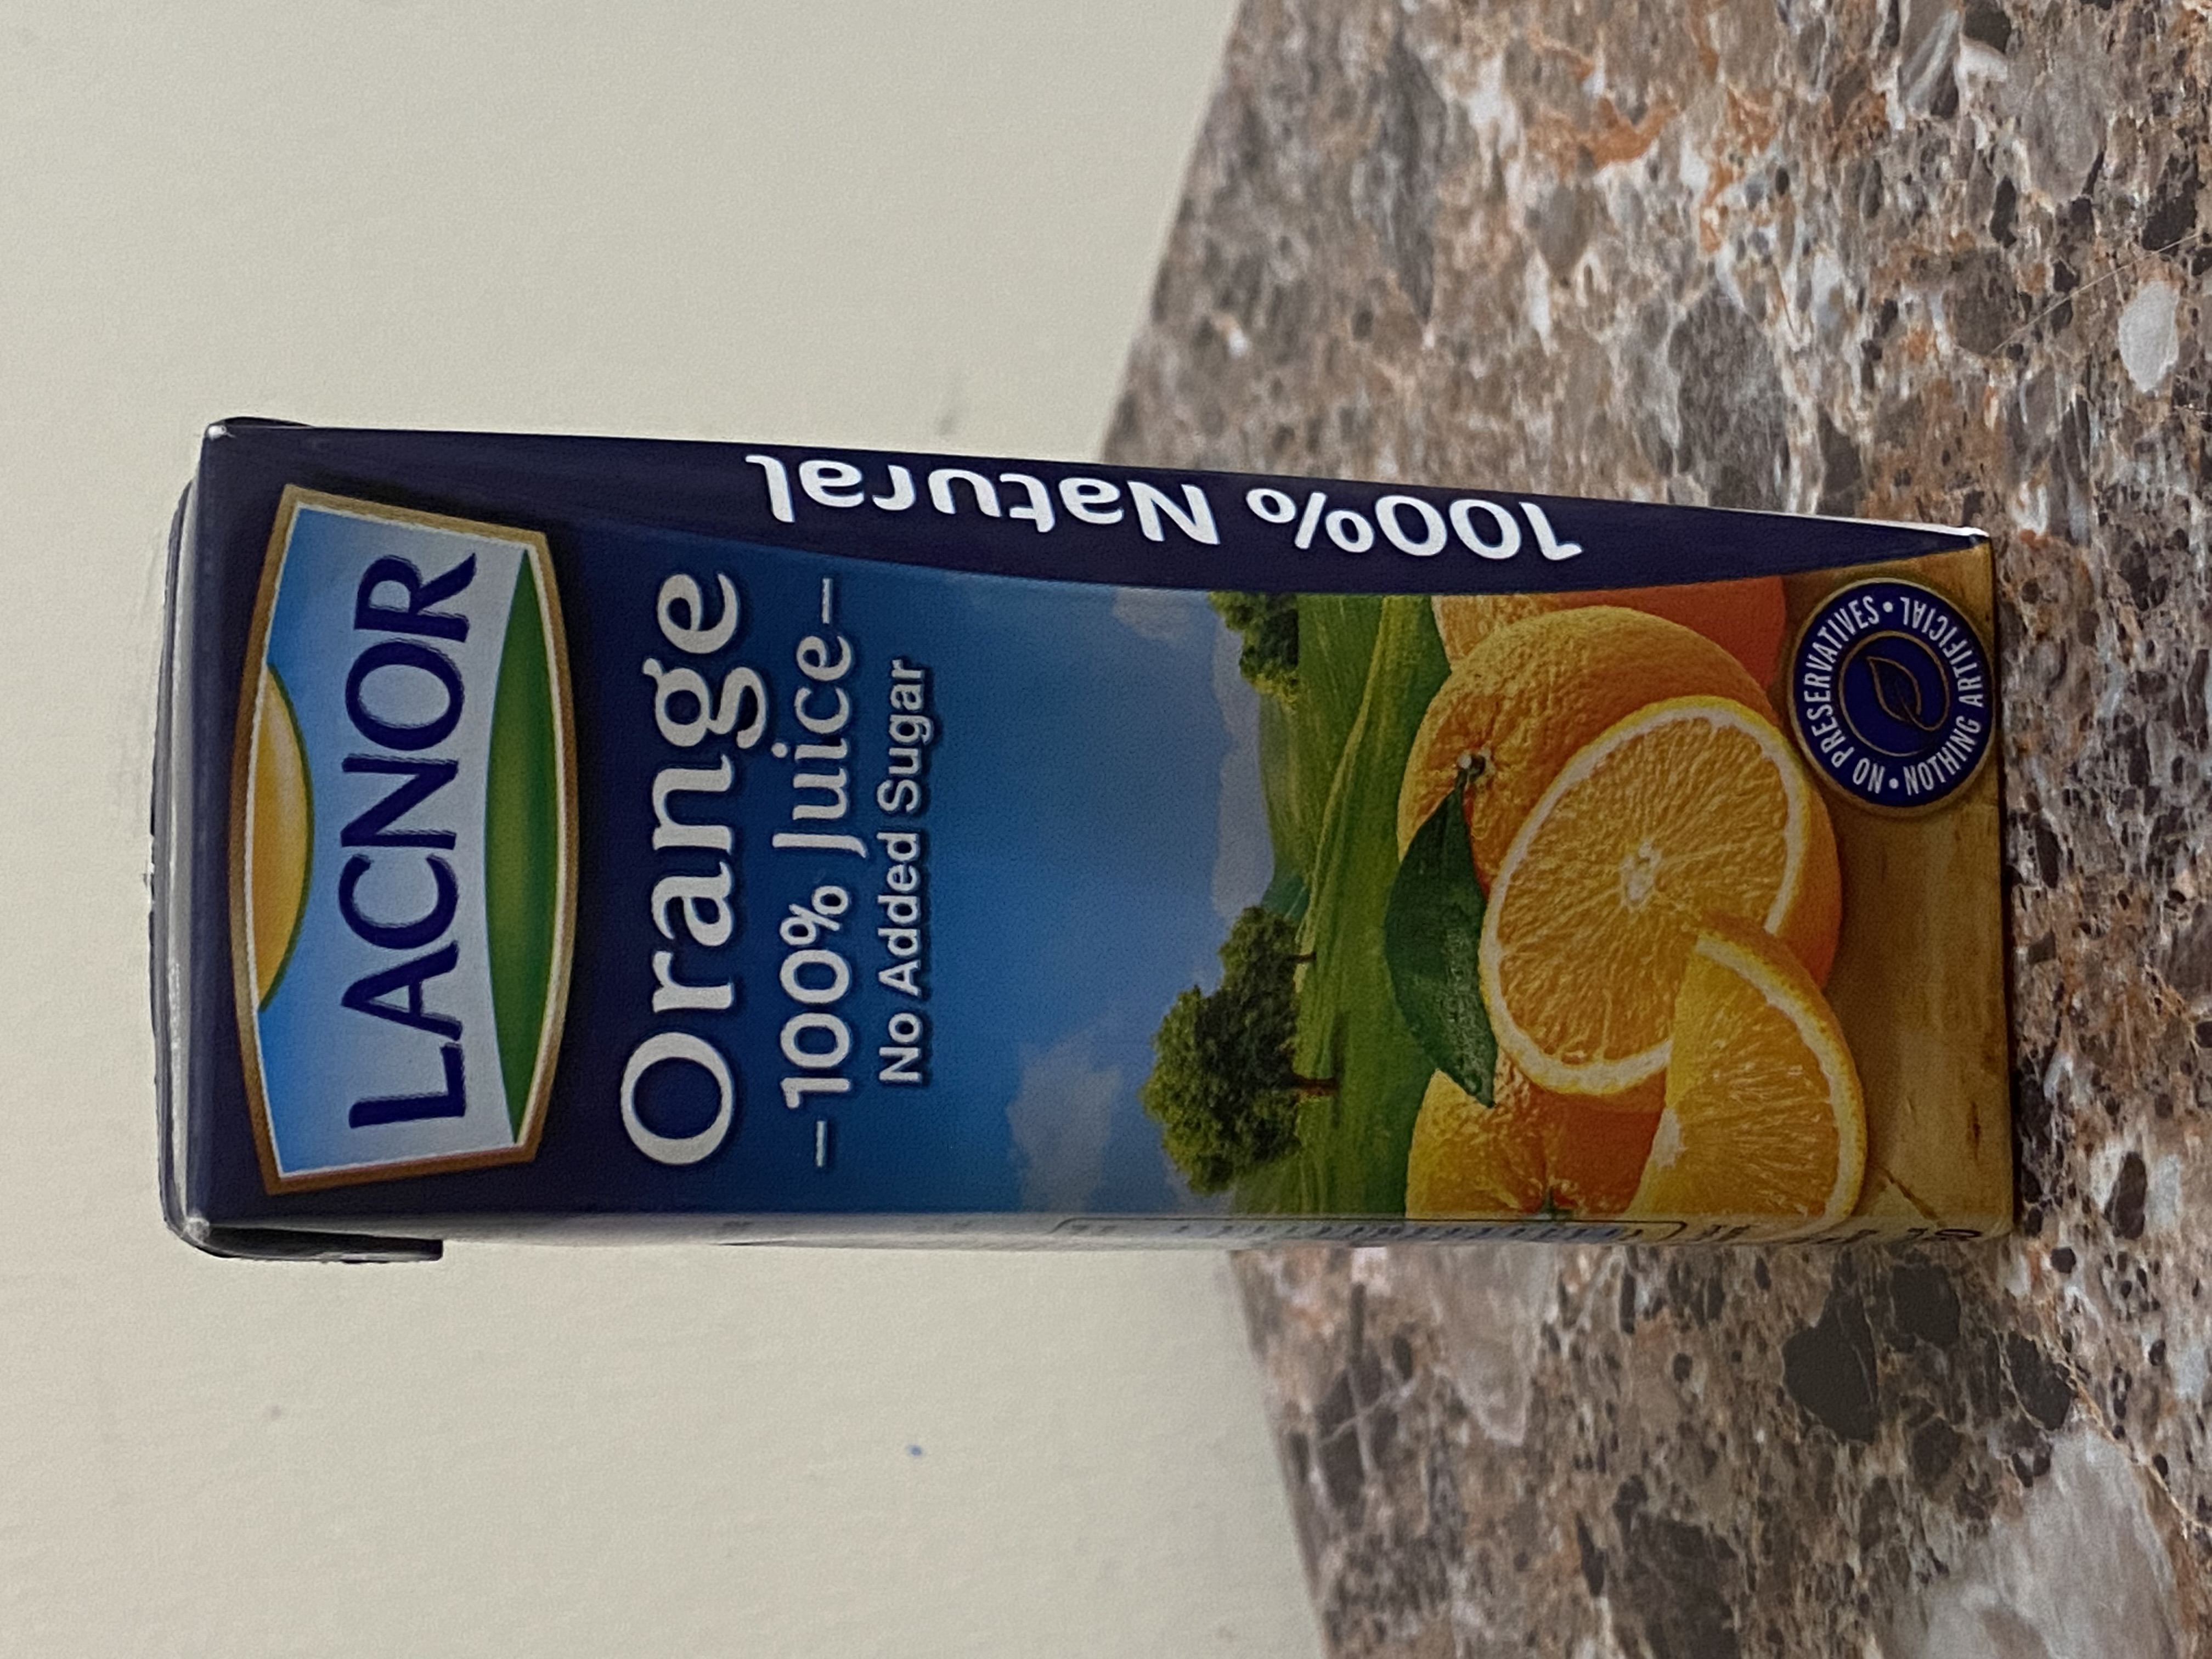 LACNOR
Orange
–100% Juice–
No Added Sugar
100% Natural
•NO PRESERVATIVES•
NOTHING ARTIFICIAL